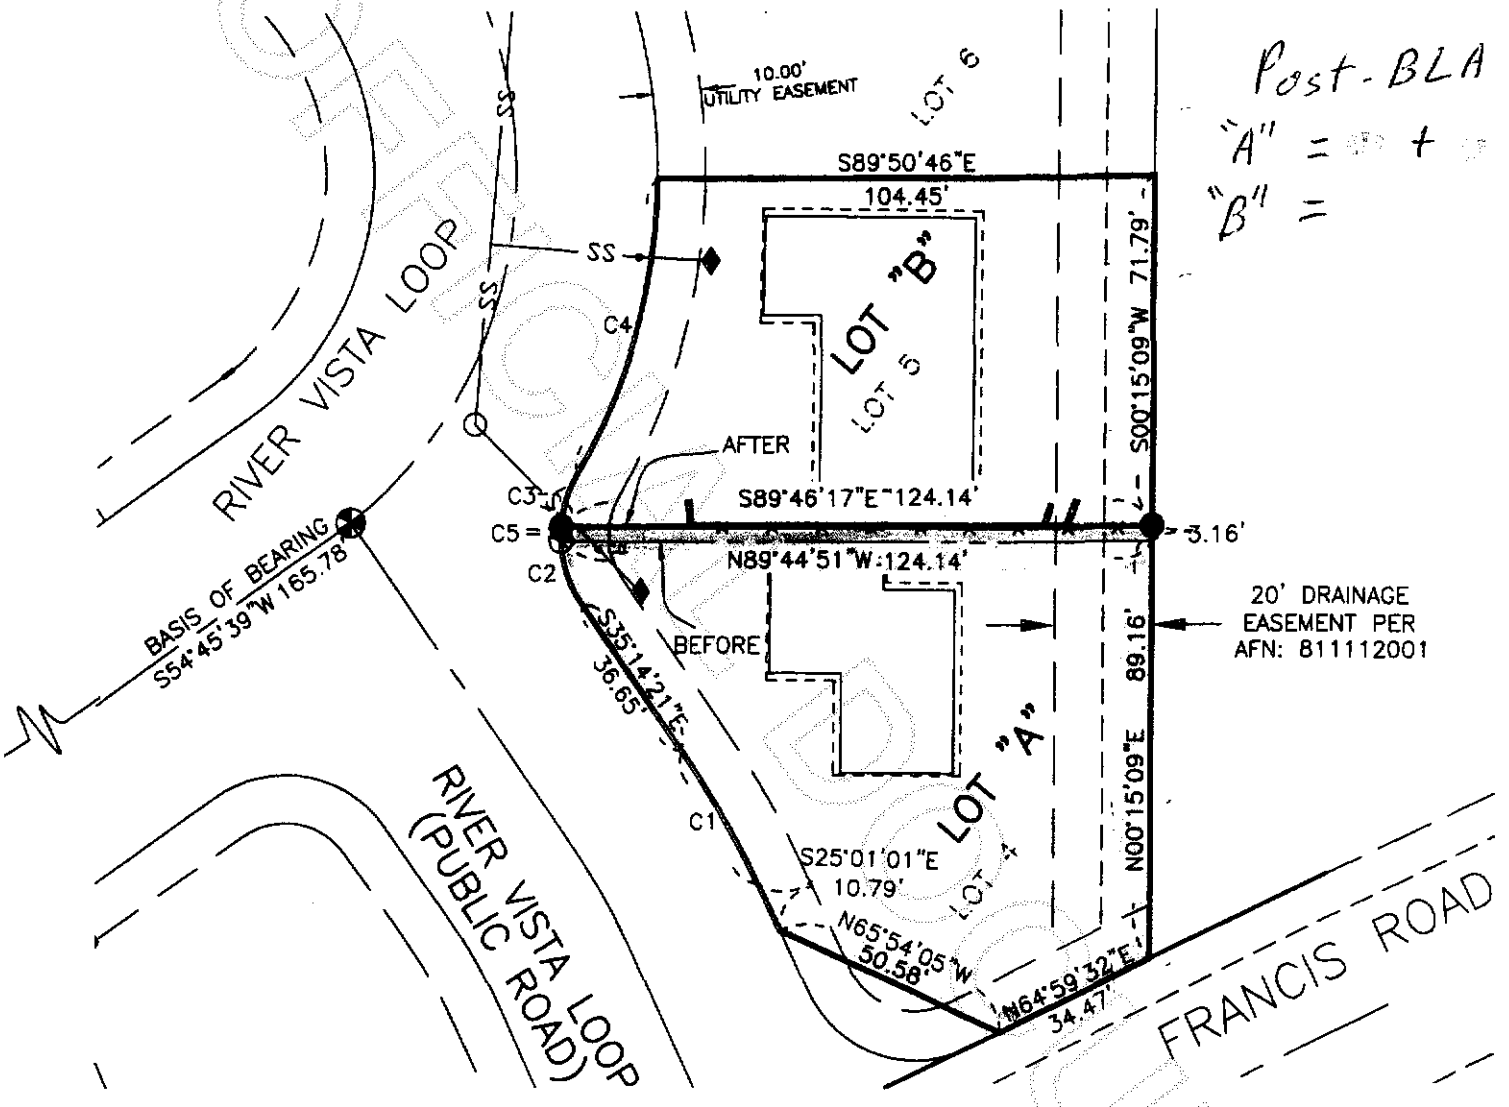 Post-BLA
"A" = +
"B" =
10.00'
UTILITY EASEMENT
LOT 6
S89°50'46"E
104.45'
SS
SS
SS
LOT "B"
LOT 5
S00°15'09"W 71.79'
C4
RIVER VISTA LOOP
AFTER
C3
S89°46'17"E 124.14'
C5 =
3.16'
C2
N89°44'51"W 124.14'
BASIS OF BEARING
S54°45'39"W 165.78'
BEFORE
S35°14'21"E
36.65'
20' DRAINAGE
EASEMENT PER
AFN: 811112001
N00°15'09"E 89.16'
LOT "A"
LOT 4
C1
RIVER VISTA LOOP
(PUBLIC ROAD)
S25°01'01"E
10.79'
N65°54'05"W
50.58'
N64°59'32"E
34.47'
FRANCIS ROAD